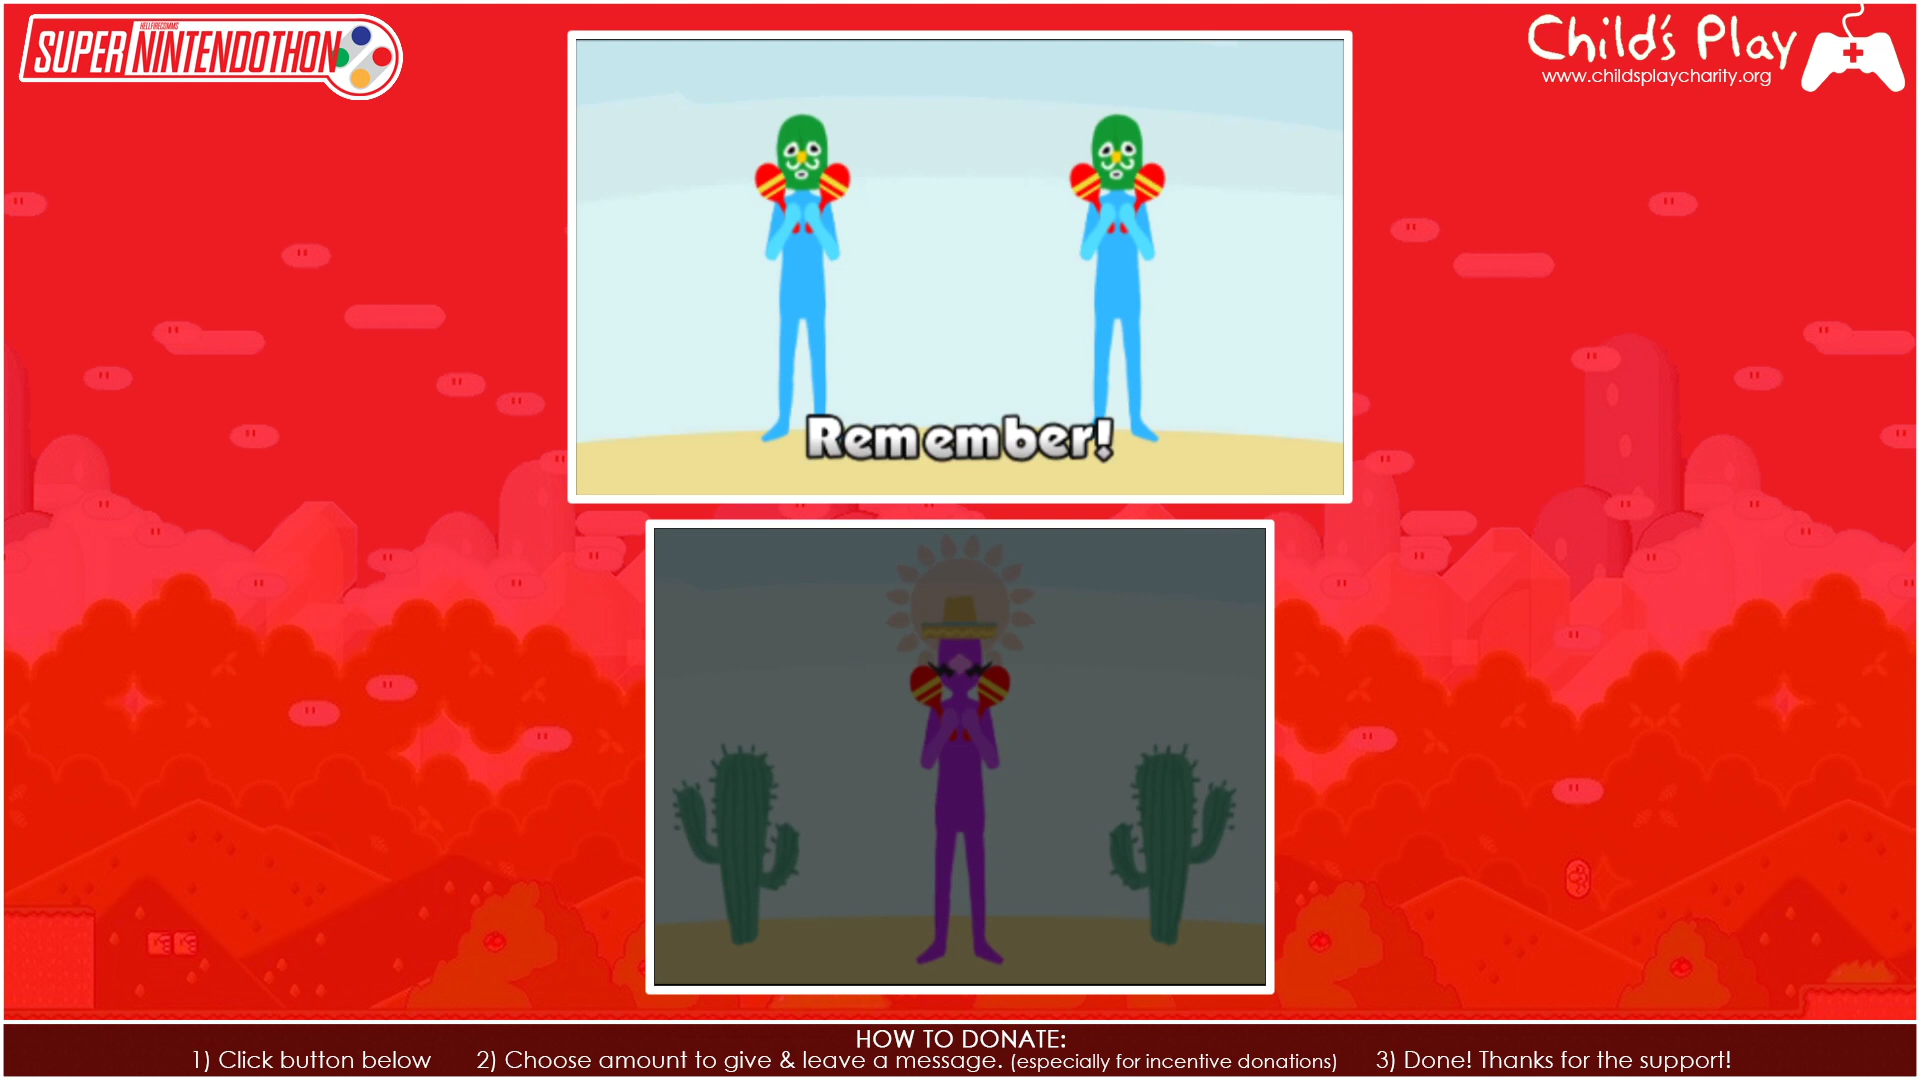 HELLFIRECOMMS
SUPER NINTENDOTHON
Child's Play
www.childsplaycharity.org
Remember!
HOW TO DONATE:
1) Click button below 2) Choose amount to give & leave a message. (especially for incentive donations) 3) Done! Thanks for the support!